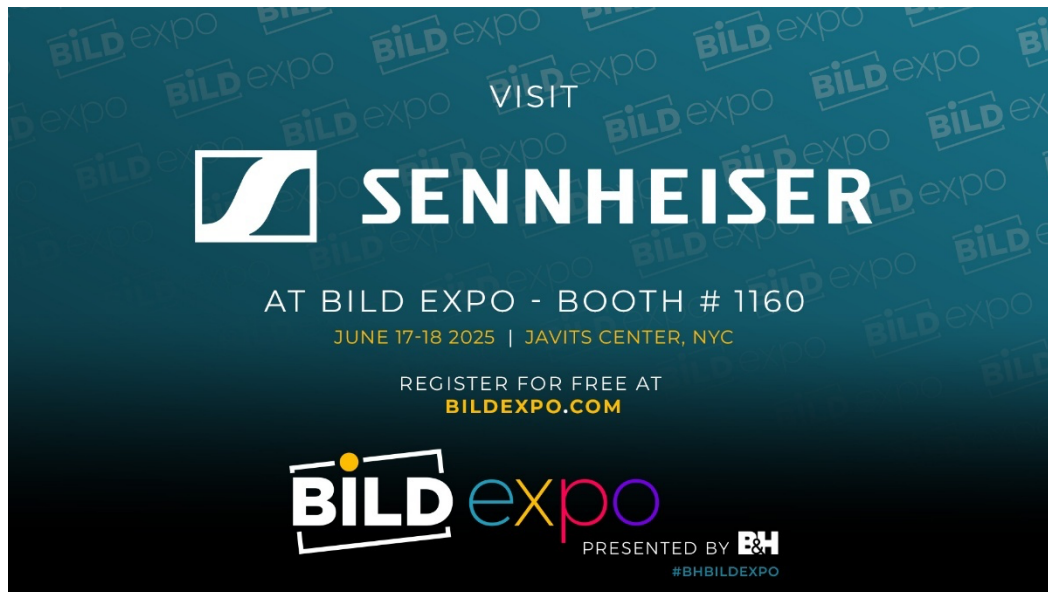 VISIT
SENNHEISER
AT BILD EXPO - BOOTH # 1160
JUNE 17-18 2025 | JAVITS CENTER, NYC
REGISTER FOR FREE AT
BILDEXPO.COM
BILD expo
PRESENTED BY B&H
#BHBILDEXPO